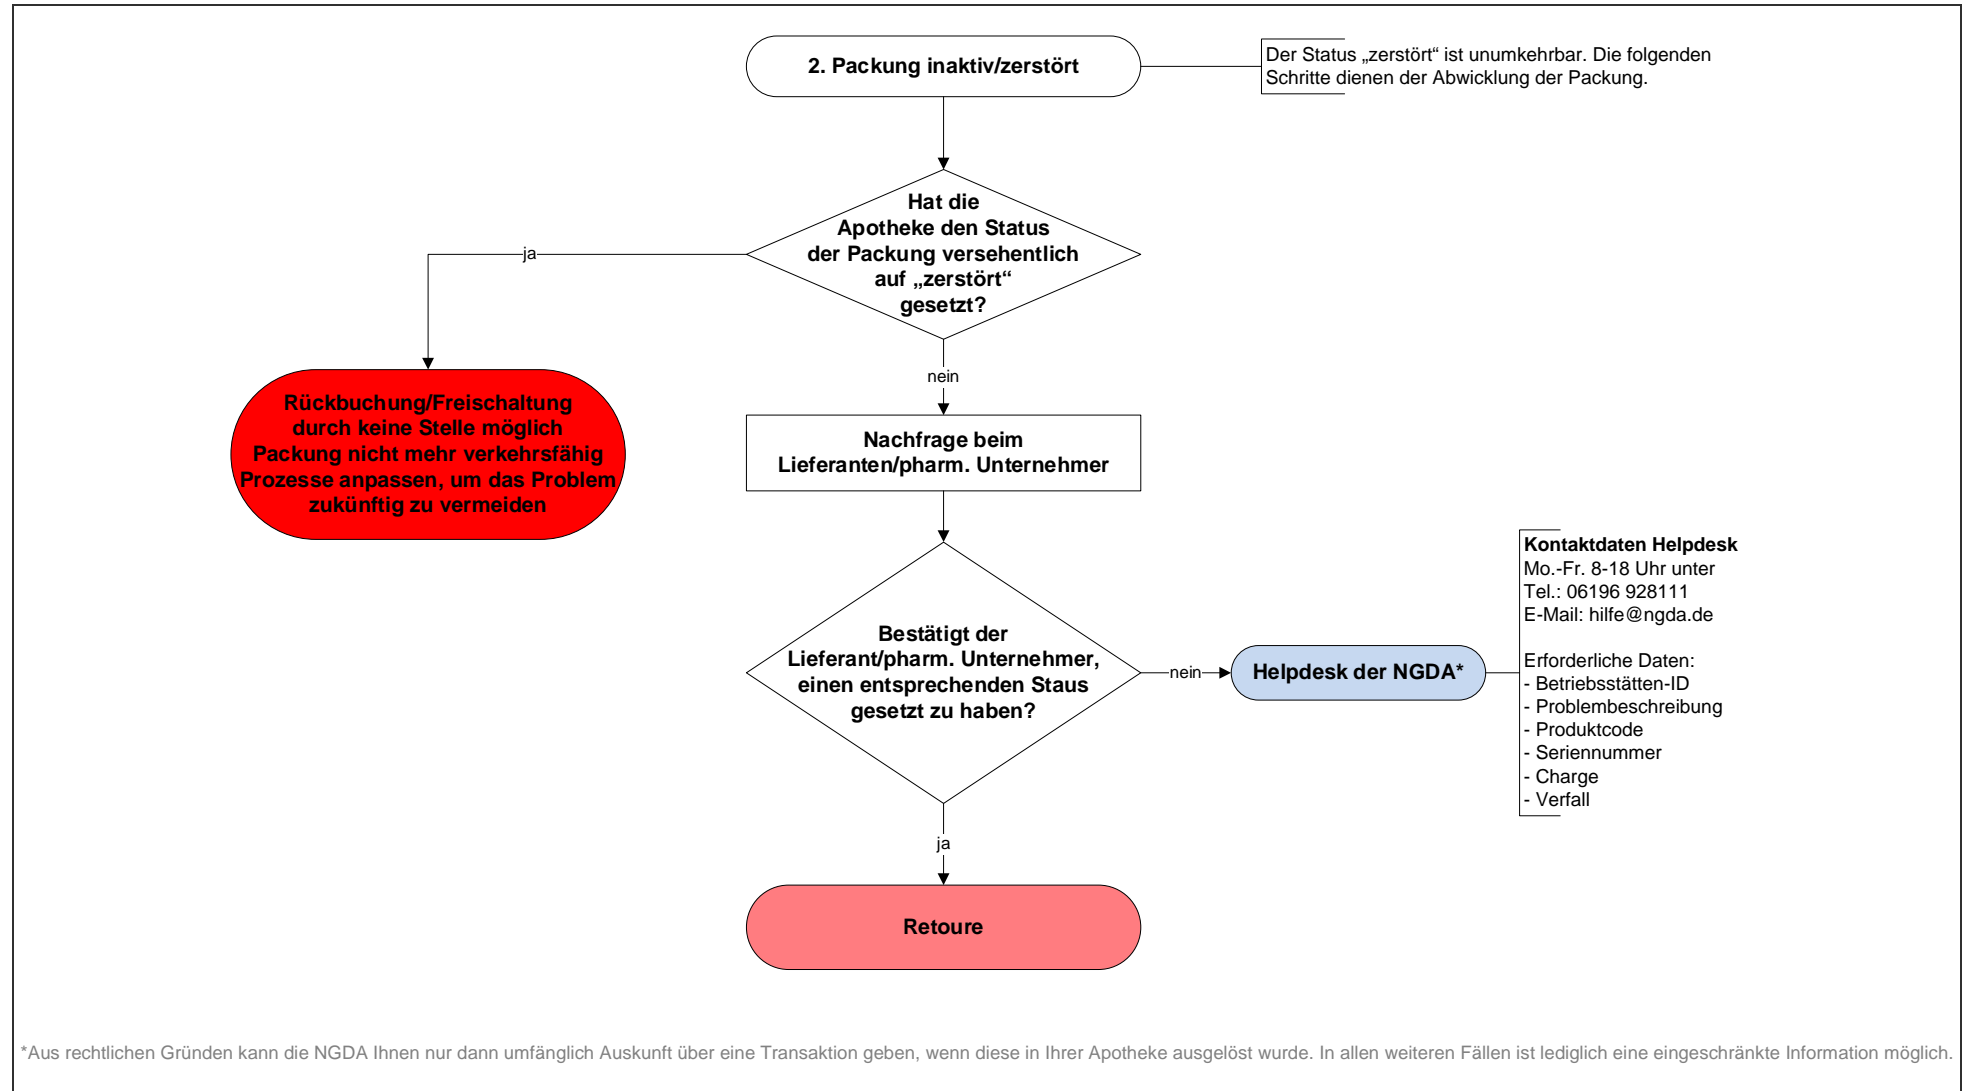 2. Packung inaktiv/zerstört
Der Status „zerstört“ ist unumkehrbar. Die folgenden
Schritte dienen der Abwicklung der Packung.
Hat die
Apotheke den Status
der Packung versehentlich
auf „zerstört“
gesetzt?
ja
nein
Rückbuchung/Freischaltung
durch keine Stelle möglich
Packung nicht mehr verkehrsfähig
Prozesse anpassen, um das Problem
zukünftig zu vermeiden
Nachfrage beim
Lieferanten/pharm. Unternehmer
Bestätigt der
Lieferant/pharm. Unternehmer,
einen entsprechenden Staus
gesetzt zu haben?
nein
Helpdesk der NGDA*
Kontaktdaten Helpdesk
Mo.-Fr. 8-18 Uhr unter
Tel.: 06196 928111
E-Mail: hilfe@ngda.de
Erforderliche Daten:
- Betriebsstätten-ID
- Problembeschreibung
- Produktcode
- Seriennummer
- Charge
- Verfall
ja
Retoure
*Aus rechtlichen Gründen kann die NGDA Ihnen nur dann umfänglich Auskunft über eine Transaktion geben, wenn diese in Ihrer Apotheke ausgelöst wurde. In allen weiteren Fällen ist lediglich eine eingeschränkte Information möglich.